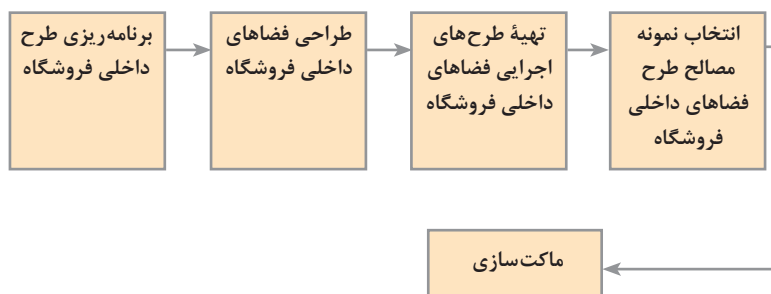 برنامه‌ریزی طرح
داخلی فروشگاه
طراحی فضاهای
داخلی فروشگاه
تهیهٔ طرح‌های
اجرایی فضاهای
داخلی فروشگاه
انتخاب نمونه
مصالح طرح
فضاهای داخلی
فروشگاه
ماکت‌سازی